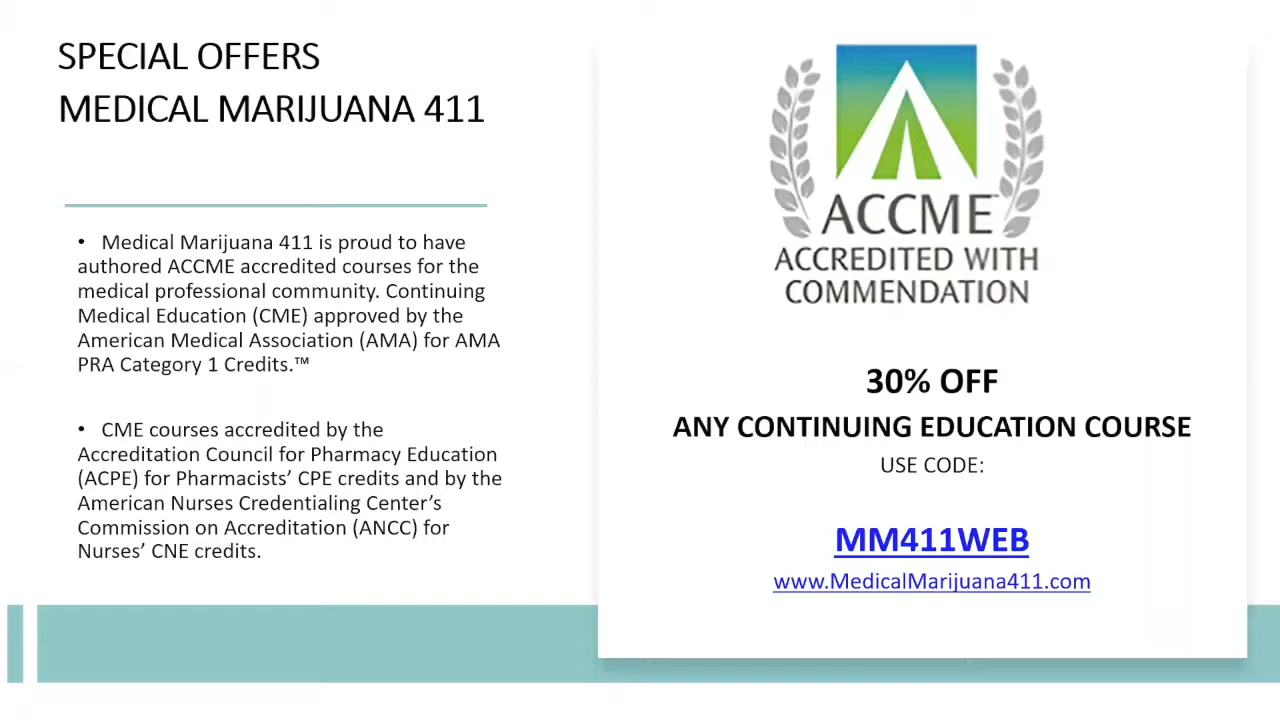 SPECIAL OFFERS
MEDICAL MARIJUANA 411
• Medical Marijuana 411 is proud to have
authored ACCME accredited courses for the
medical professional community. Continuing
Medical Education (CME) approved by the
American Medical Association (AMA) for AMA
PRA Category 1 Credits.™
• CME courses accredited by the
Accreditation Council for Pharmacy Education
(ACPE) for Pharmacists’ CPE credits and by the
American Nurses Credentialing Center’s
Commission on Accreditation (ANCC) for
Nurses’ CNE credits.
ACCME™
ACCREDITED WITH
COMMENDATION
30% OFF
ANY CONTINUING EDUCATION COURSE
USE CODE:
MM411WEB
www.MedicalMarijuana411.com